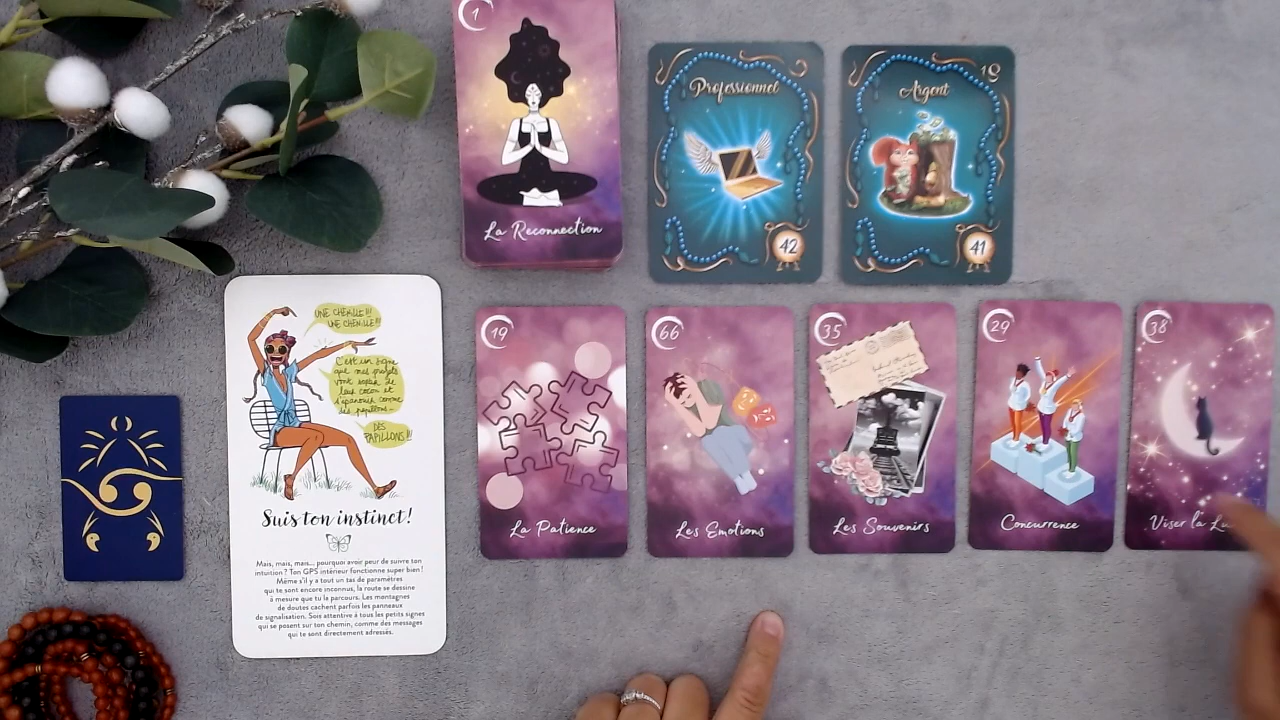 1
La Reconnection
Professionnel
42
18
Argent
41
UNE CHENILLE!!!
UNE CHENILLE!!!
C'est un signe
que mes projets
vont sortir de
leur cocon et
s'épanouir comme
des papillons...
DES
PAPILLONS!!!
Suis ton instinct!
Mais, mais, mais... pourquoi avoir peur de suivre ton
intuition ? Ton GPS intérieur fonctionne super bien !
Même s'il y a tout un tas de paramètres
qui te sont encore inconnus, la route se dessine
à mesure que tu la parcours. Les montagnes
de doutes cachent parfois les panneaux
de signalisation. Sois attentive à tous les petits signes
qui se posent sur ton chemin, comme des messages
qui te sont directement adressés.
19
La Patience
66
Les Emotions
35
Les Souvenirs
29
Concurrence
38
Viser la